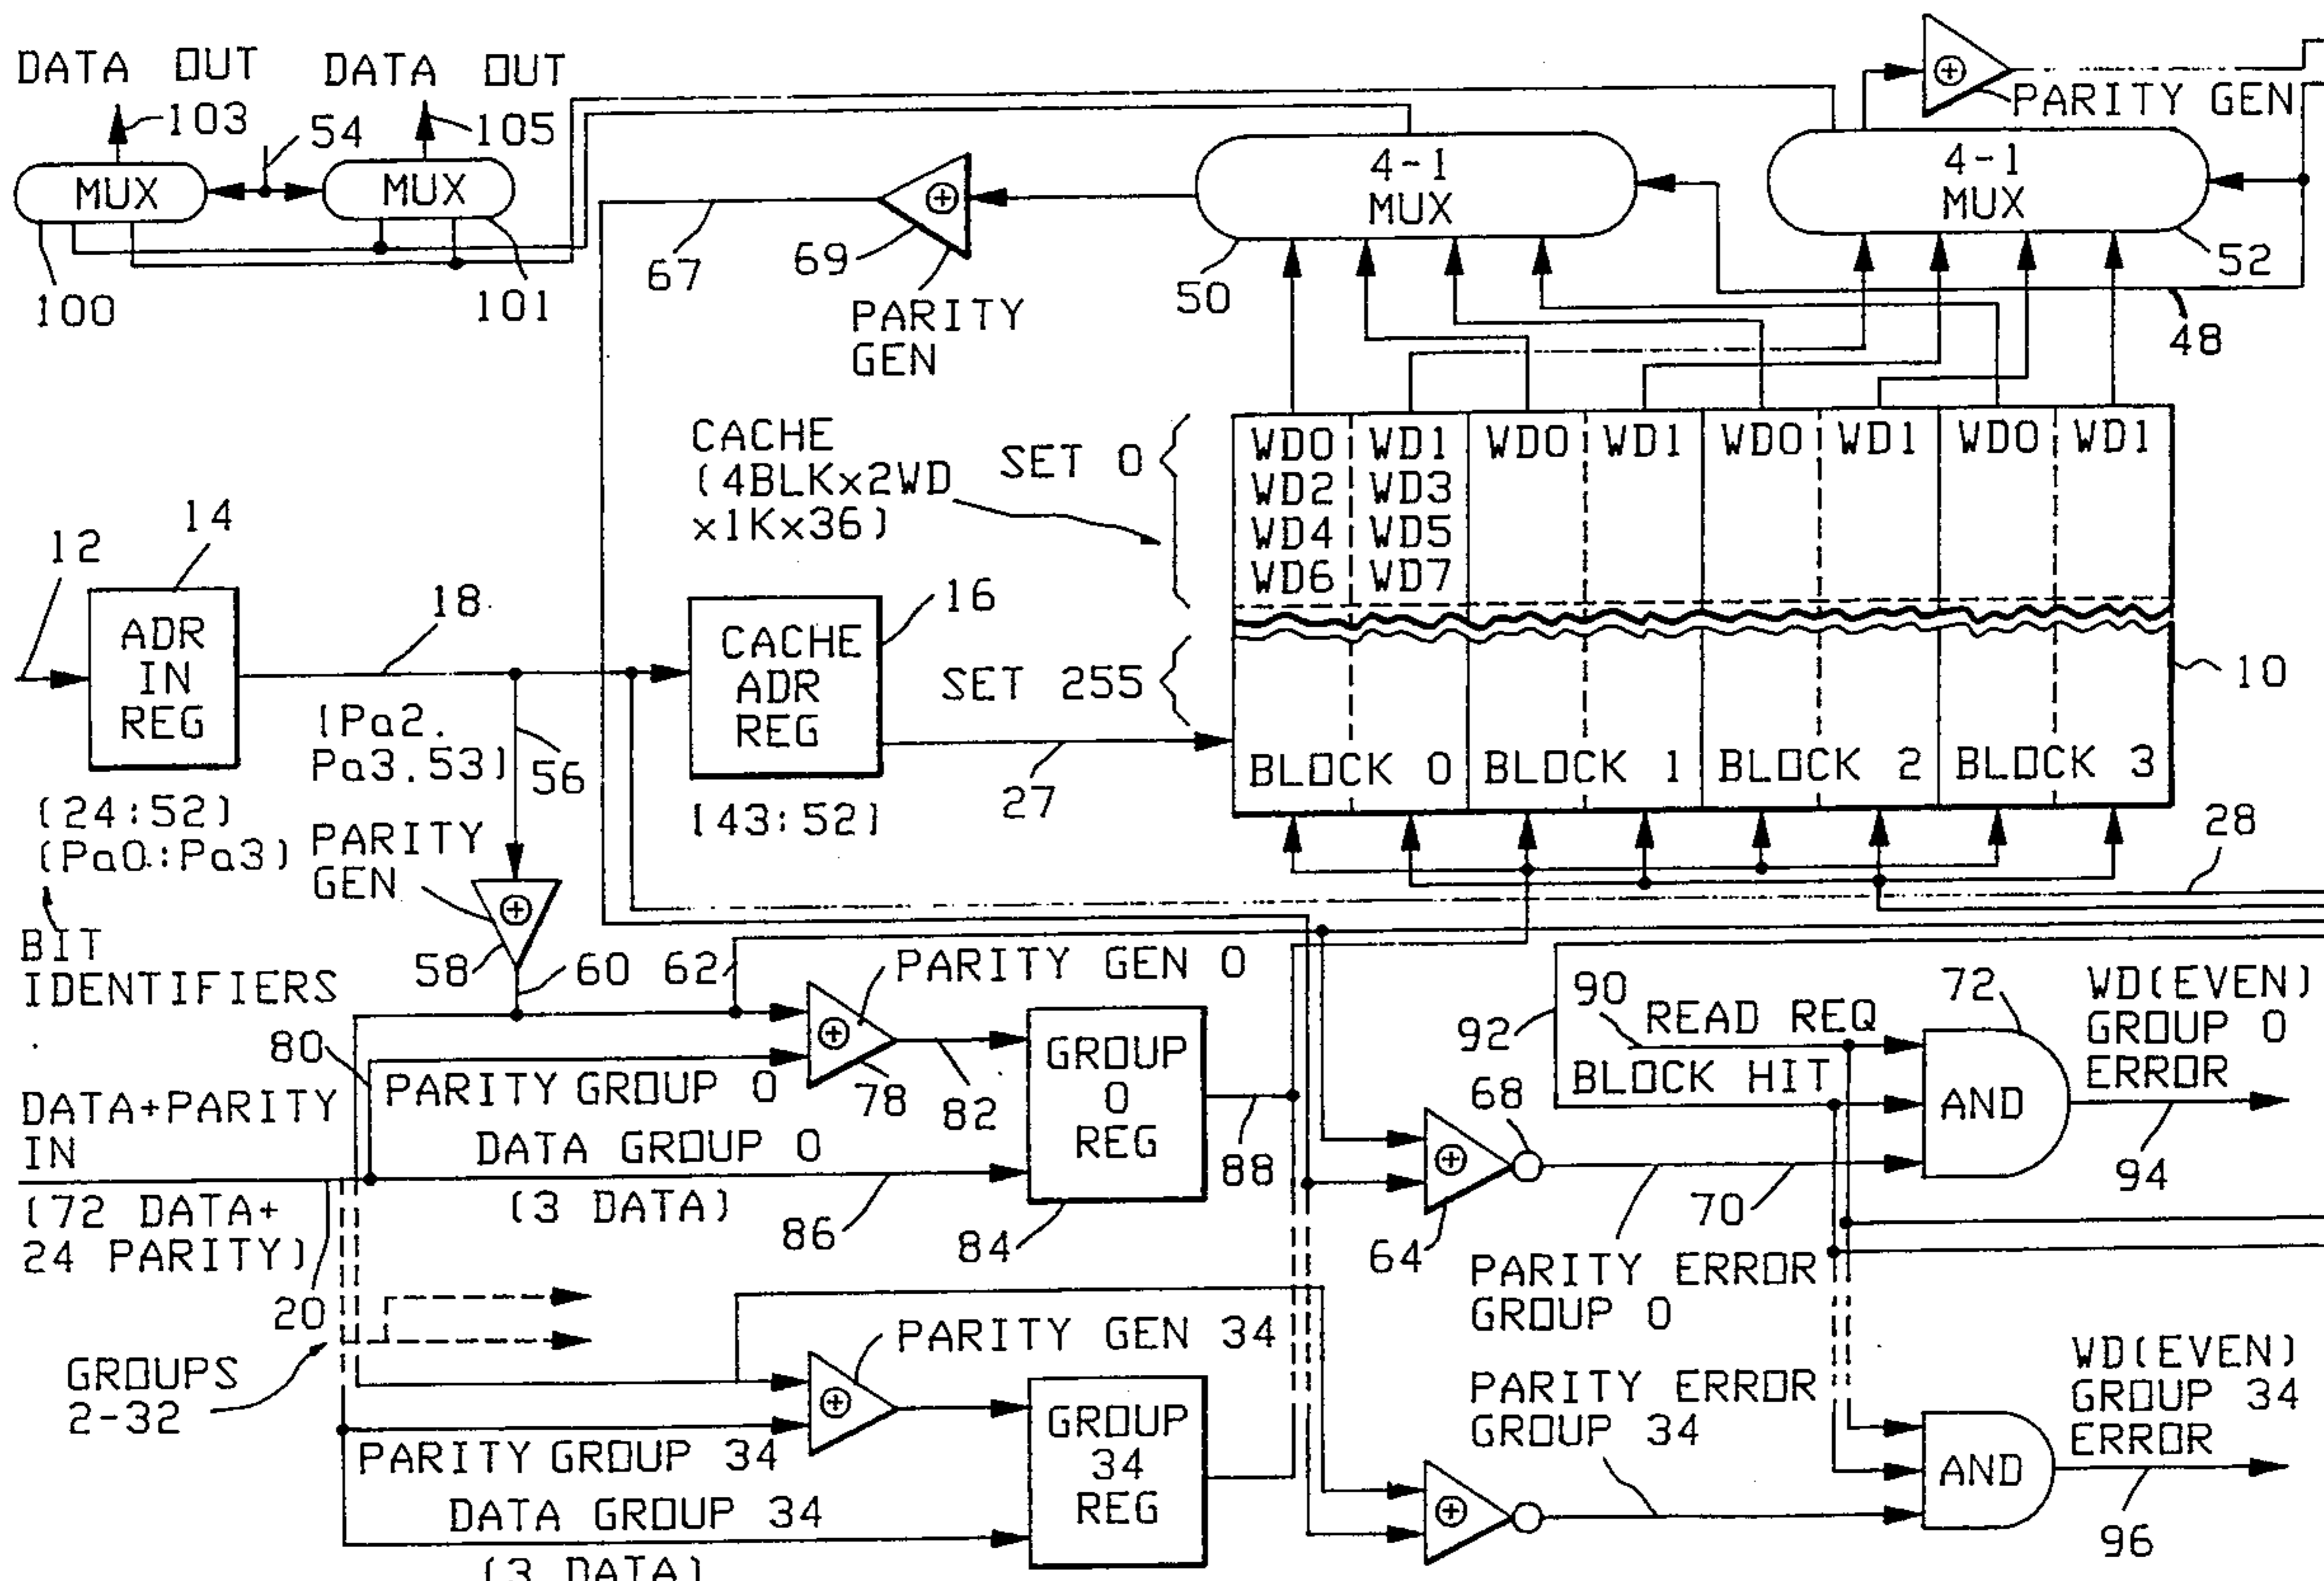 DATA OUT
103
DATA OUT
105
54
MUX
MUX
100
101
67
69
PARITY
GEN
4-1
MUX
50
PARITY GEN
4-1
MUX
52
48
CACHE
(4BLKx2WD
x1Kx36)
SET 0
SET 255
WD0 WD1 WD0 WD1 WD0 WD1 WD0 WD1
WD2 WD3
WD4 WD5
WD6 WD7
BLOCK 0 BLOCK 1 BLOCK 2 BLOCK 3
10
12
14
ADR
IN
REG
18
(Pa2.
Pa3.53)
56
16
CACHE
ADR
REG
(43:52)
27
28
(24:52)
(Pa0:Pa3)
BIT
IDENTIFIERS
PARITY
GEN
58
60
62
80
PARITY GEN 0
78
82
PARITY GROUP 0
DATA+PARITY
IN
(72 DATA+
24 PARITY)
20
DATA GROUP 0
(3 DATA)
86
GROUP
0
REG
84
88
90
READ REQ
92
BLOCK HIT
68
64
70
PARITY ERROR
GROUP 0
72
AND
WD(EVEN)
GROUP 0
ERROR
94
GROUPS
2-32
PARITY GEN 34
PARITY GROUP 34
DATA GROUP 34
(3 DATA)
GROUP
34
REG
PARITY ERROR
GROUP 34
AND
WD(EVEN)
GROUP 34
ERROR
96